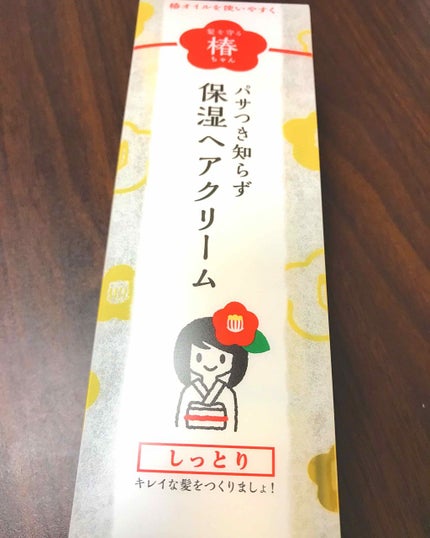 椿オイルを使いやすく
髪を守る
椿
ちゃん
パサつき知らず
保湿ヘアクリーム
しっとり
キレイな髪をつくりましょ!